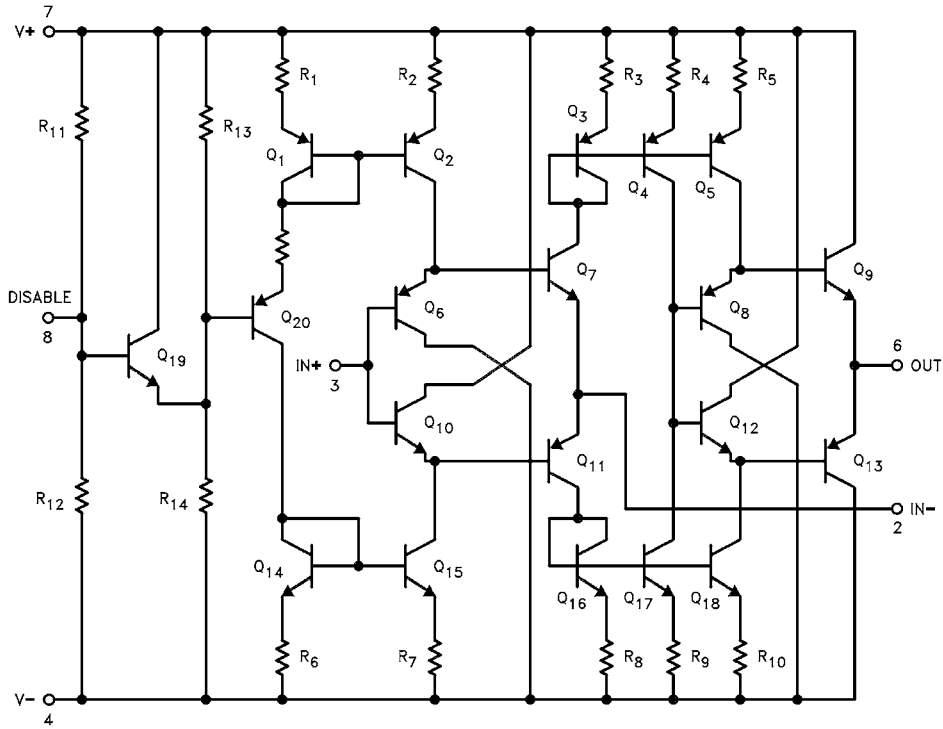 7
V+
R1 R2 R3 R4 R5
R11 R13
Q3
Q1 Q2 Q4 Q5
Q7 Q9
DISABLE
8
Q20 Q6 Q8
Q19
IN+
3
6
OUT
Q10 Q12
Q11 Q13
R12 R14
IN-
2
Q14 Q15
Q16 Q17 Q18
R6 R7 R8 R9 R10
V-
4